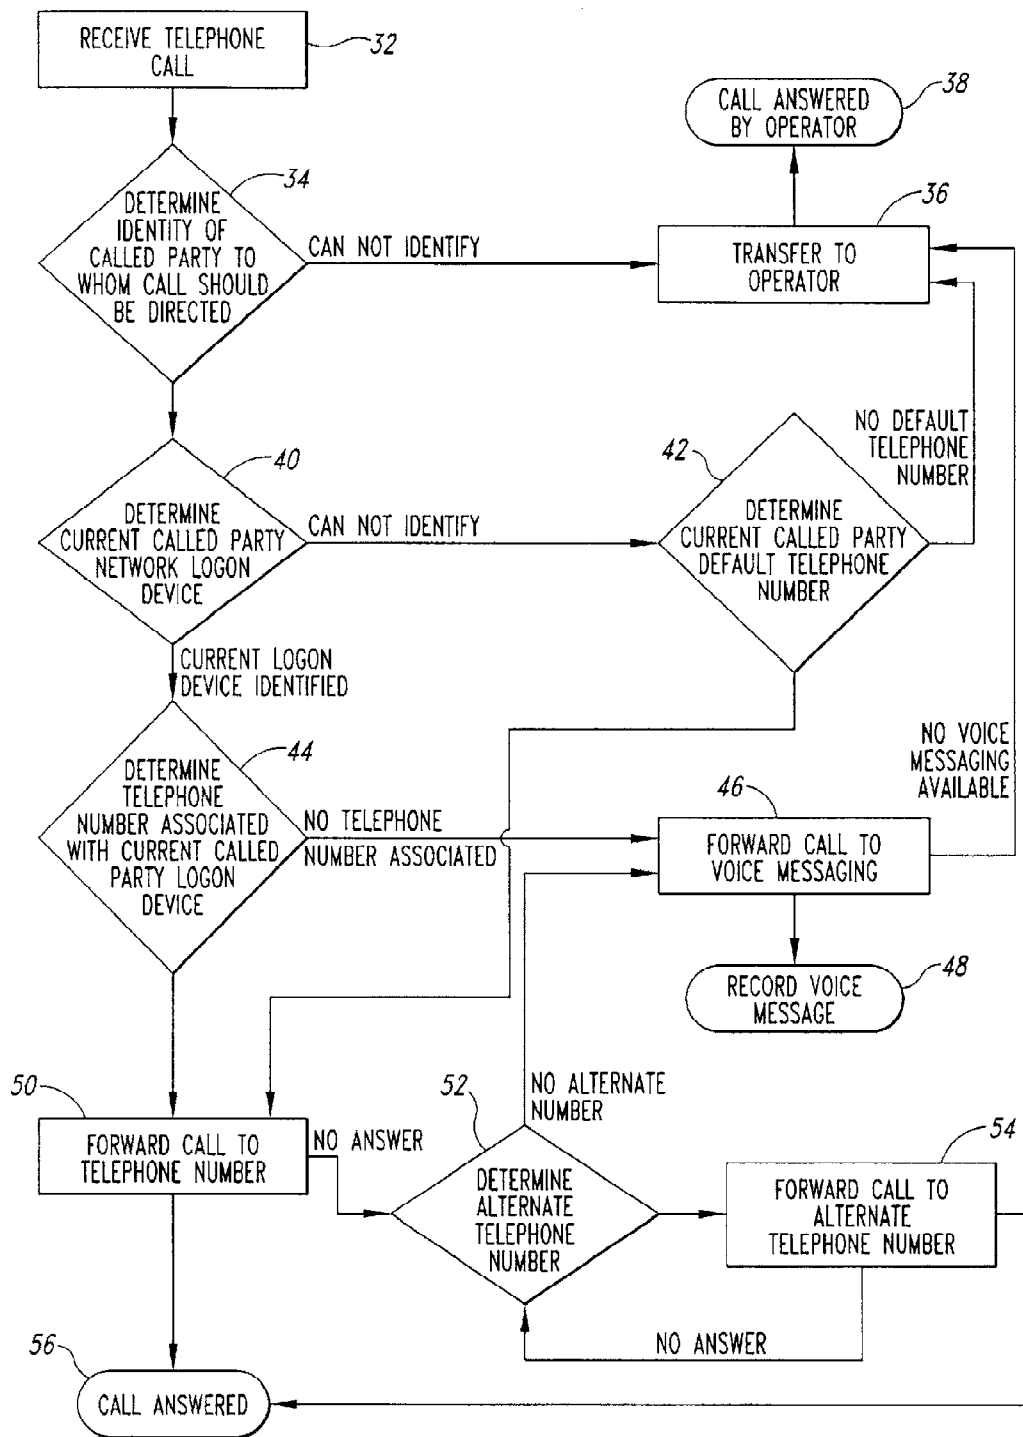 RECEIVE TELEPHONE
CALL
32
CALL ANSWERED
BY OPERATOR
38
DETERMINE
IDENTITY OF
CALLED PARTY TO
WHOM CALL SHOULD
BE DIRECTED
34
CAN NOT IDENTIFY
TRANSFER TO
OPERATOR
36
DETERMINE
CURRENT CALLED PARTY
NETWORK LOGON
DEVICE
40
CAN NOT IDENTIFY
DETERMINE
CURRENT CALLED PARTY
DEFAULT TELEPHONE
NUMBER
42
NO DEFAULT
TELEPHONE
NUMBER
CURRENT LOGON
DEVICE IDENTIFIED
DETERMINE
TELEPHONE
NUMBER ASSOCIATED
WITH CURRENT CALLED
PARTY LOGON
DEVICE
44
NO TELEPHONE
NUMBER ASSOCIATED
46
FORWARD CALL TO
VOICE MESSAGING
NO VOICE
MESSAGING
AVAILABLE
RECORD VOICE
MESSAGE
48
50
FORWARD CALL TO
TELEPHONE NUMBER
NO ANSWER
52
DETERMINE
ALTERNATE
TELEPHONE
NUMBER
NO ALTERNATE
NUMBER
54
FORWARD CALL TO
ALTERNATE
TELEPHONE NUMBER
NO ANSWER
56
CALL ANSWERED